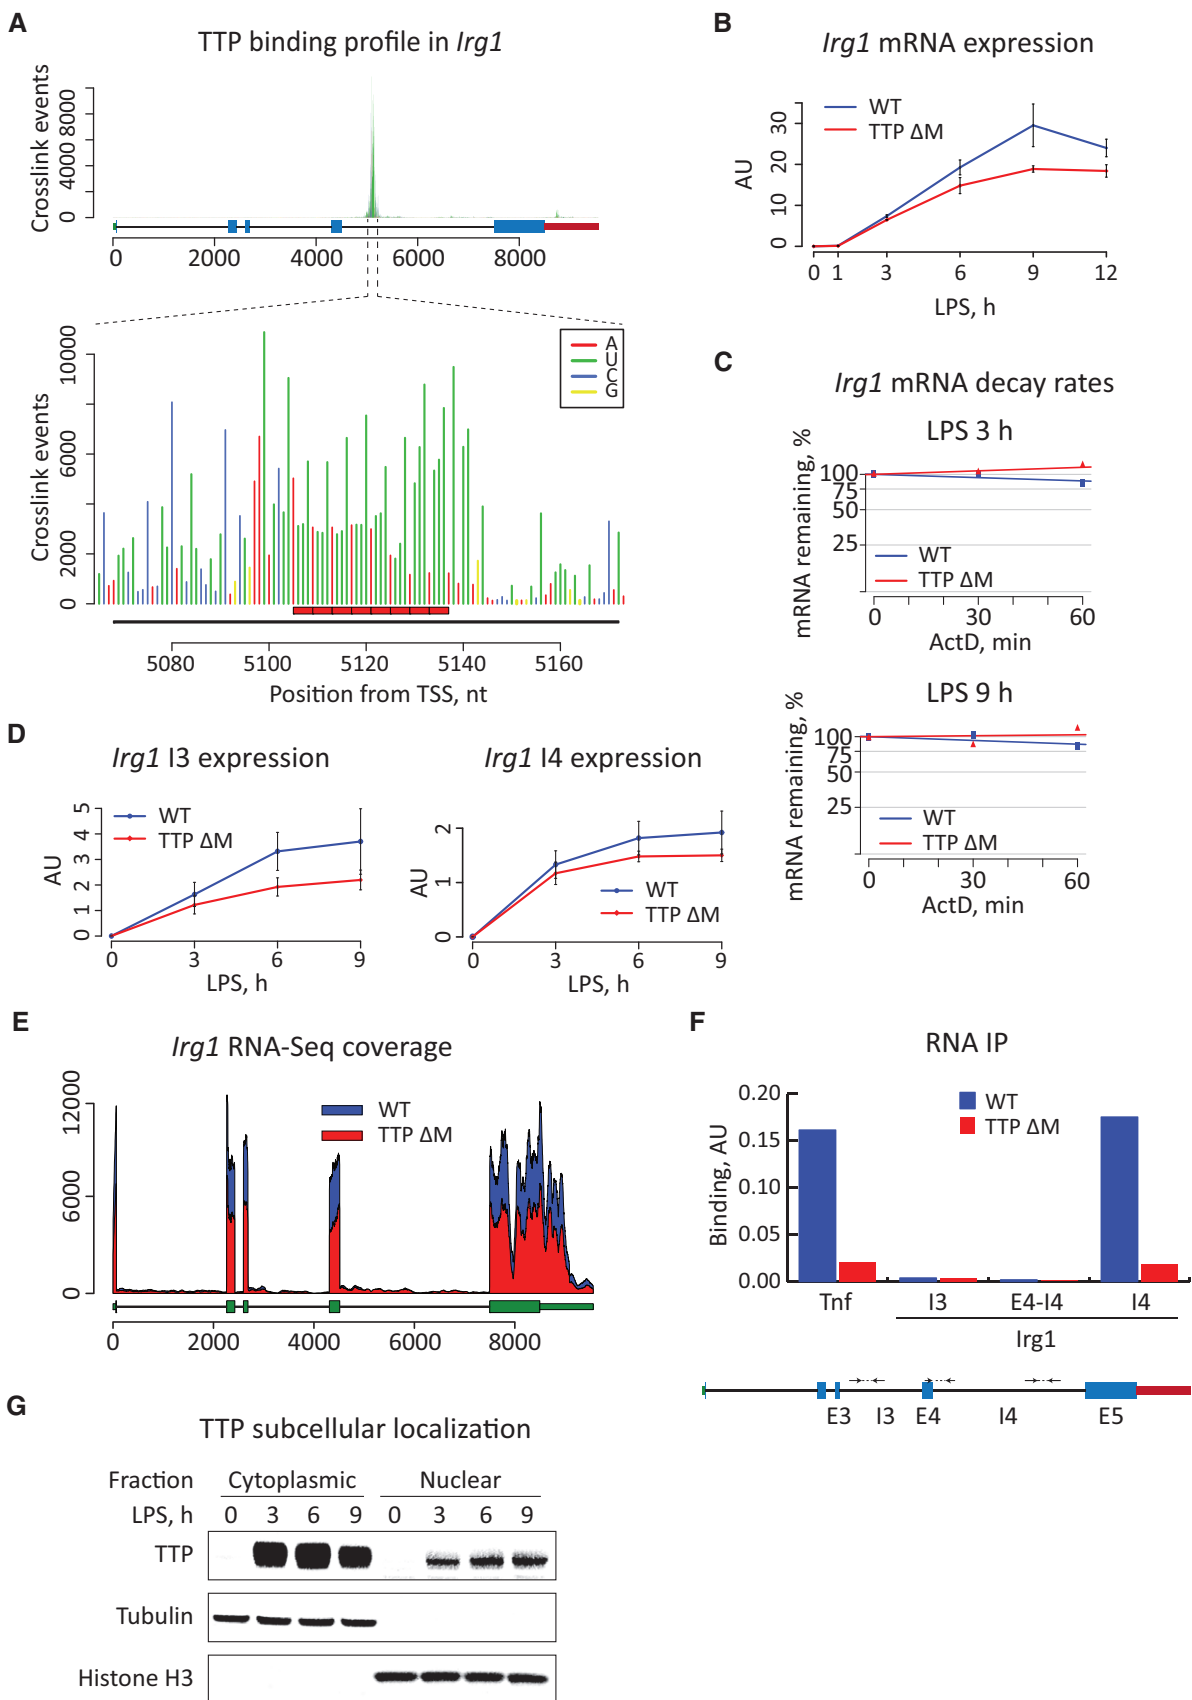 A
TTP binding profile in Irg1
Crosslink events
0 4000 8000
0 2000 4000 6000 8000
Crosslink events
0 2000 6000 10000
A
U
C
G
5080 5100 5120 5140 5160
Position from TSS, nt
B
Irg1 mRNA expression
WT
TTP ΔM
AU
0 10 20 30
0 1 3 6 9 12
LPS, h
C
Irg1 mRNA decay rates
LPS 3 h
mRNA remaining, %
100
75
50
25
WT
TTP ΔM
0 30 60
ActD, min
LPS 9 h
mRNA remaining, %
100
75
50
25
WT
TTP ΔM
0 30 60
ActD, min
D
Irg1 I3 expression
WT
TTP ΔM
AU
0 1 2 3 4 5
0 3 6 9
LPS, h
Irg1 I4 expression
AU
0 1 2
WT
TTP ΔM
0 3 6 9
LPS, h
E
Irg1 RNA-Seq coverage
WT
TTP ΔM
0 6000 12000
0 2000 4000 6000 8000
F
RNA IP
WT
TTP ΔM
Binding, AU
0.20
0.15
0.10
0.05
0.00
Tnf I3 E4-I4 I4
Irg1
E3 I3 E4 I4 E5
G
TTP subcellular localization
Fraction Cytoplasmic Nuclear
LPS, h 0 3 6 9 0 3 6 9
TTP
Tubulin
Histone H3